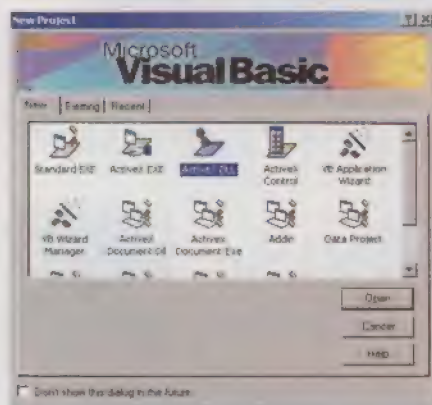 New Project
Microsoft
Visual Basic
New Existing Recent
Standard EXE ActiveX EXE ActiveX DLL ActiveX Control VB Application Wizard
VB Wizard Manager ActiveX Document Dll ActiveX Document Exe Addin Data Project
Open
Cancel
Help
Don't show this dialog in the future